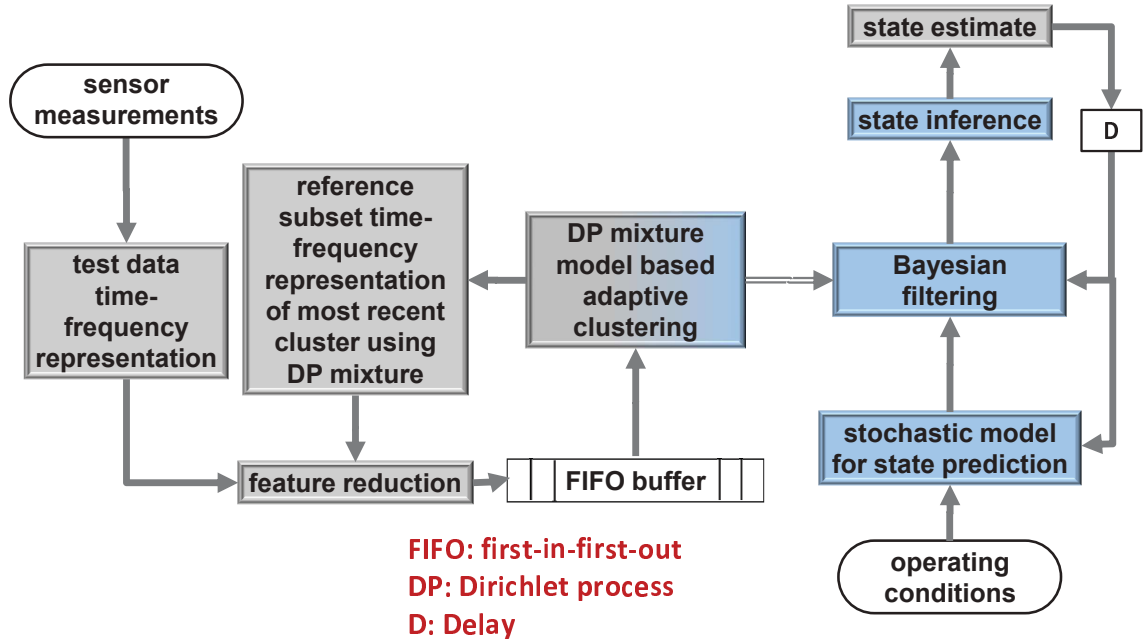 sensor
measurements
test data
time-
frequency
representation
reference
subset time-
frequency
representation
of most recent
cluster using
DP mixture
feature reduction
FIFO buffer
DP mixture
model based
adaptive
clustering
state estimate
state inference
D
Bayesian
filtering
stochastic model
for state prediction
operating
conditions
FIFO: first-in-first-out
DP: Dirichlet process
D: Delay